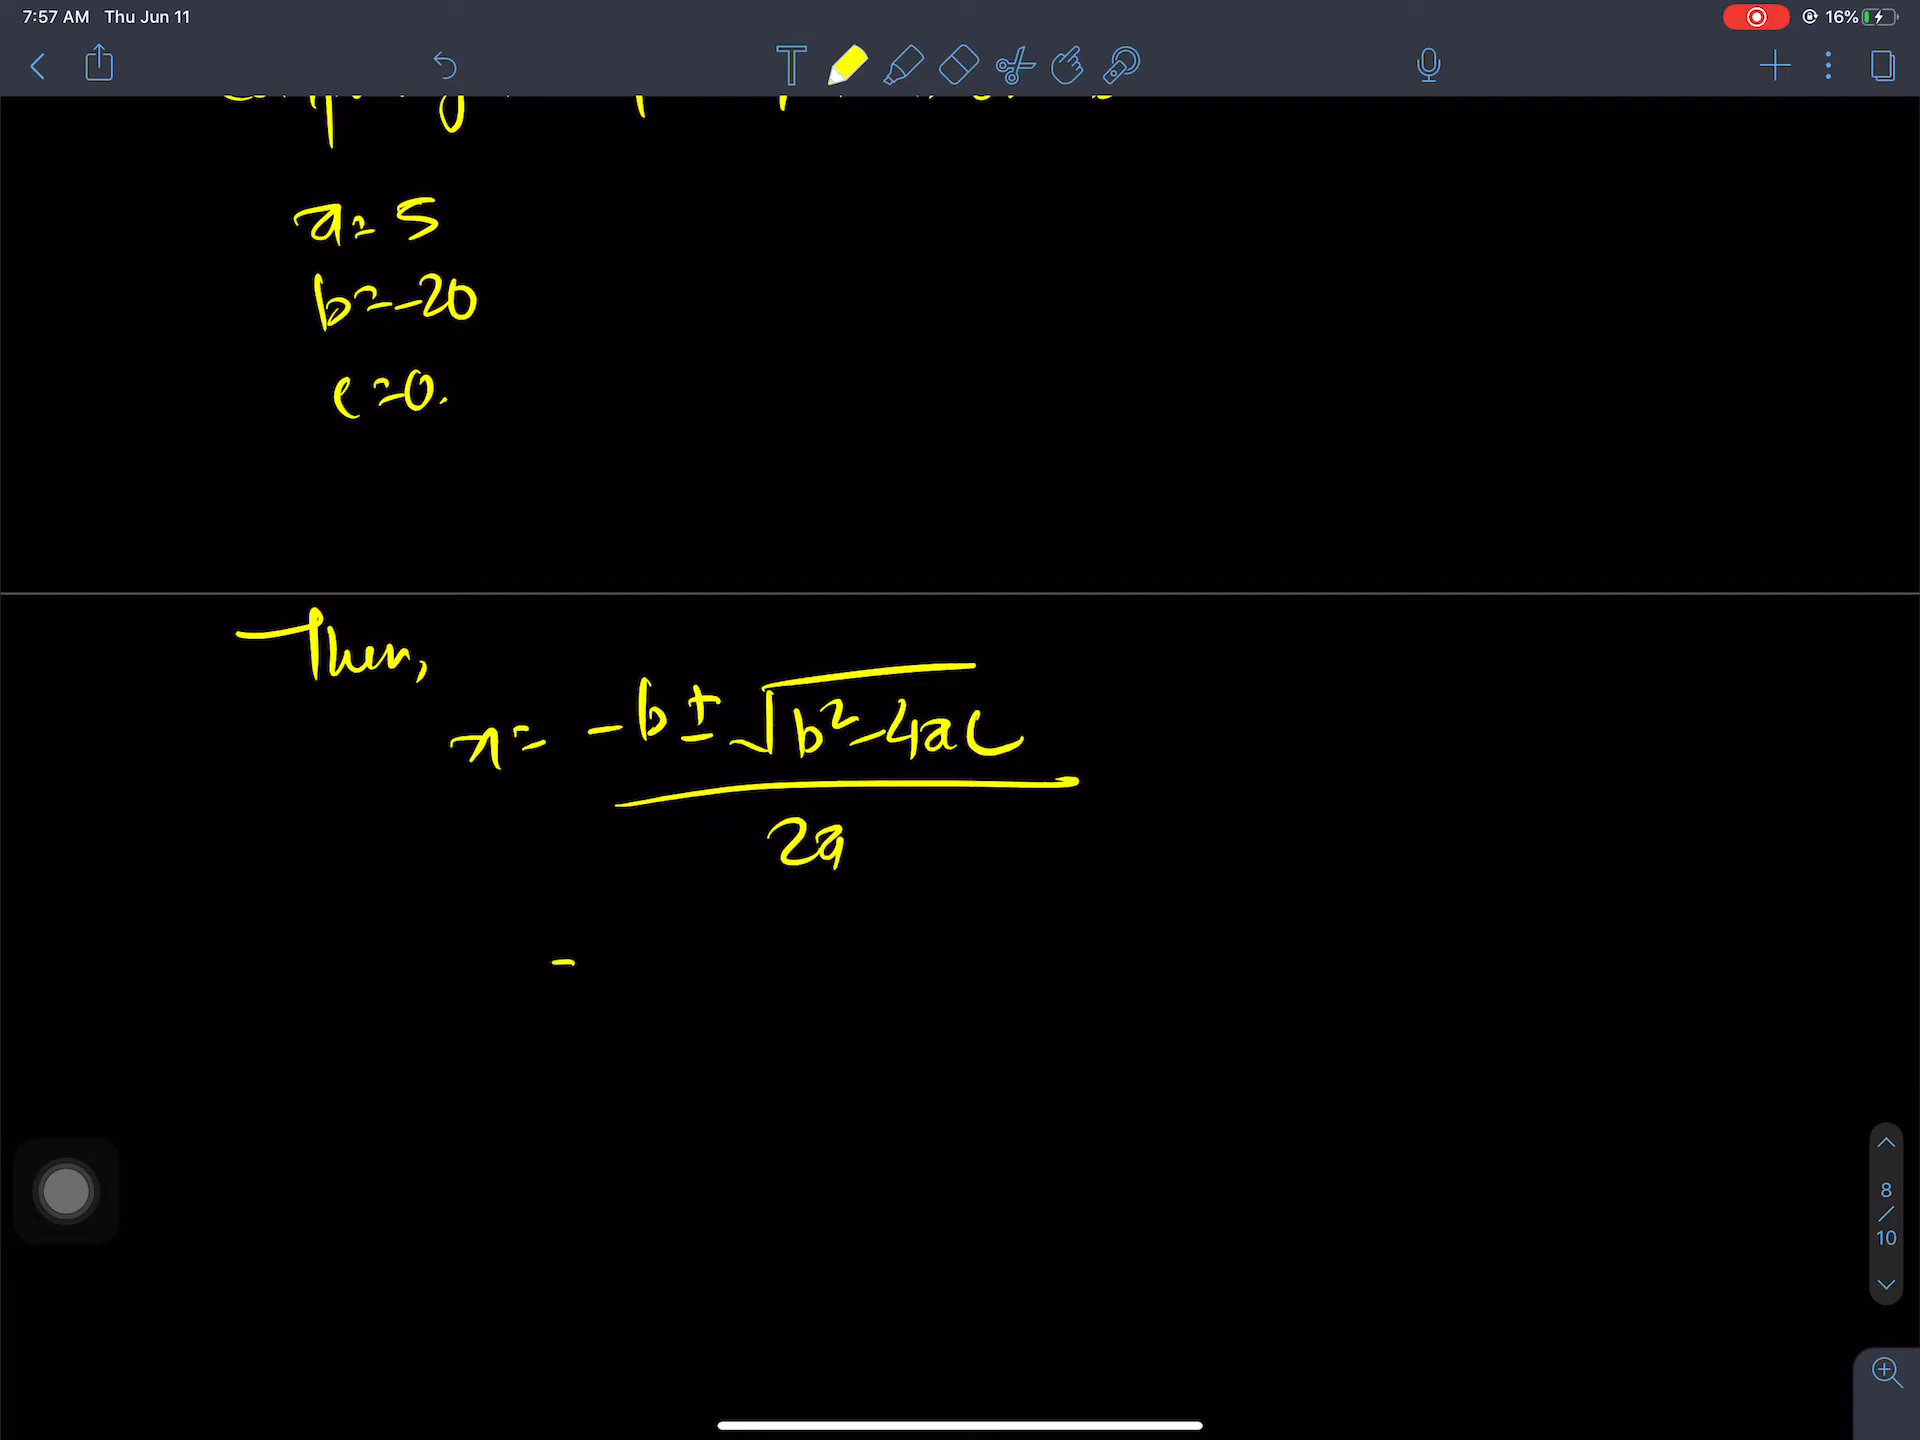 7:57 AM Thu Jun 11
16%
a = 5
b = -20
c = 0.
Then,
x = -b ± √b² - 4ac
2a
-
8
/
10